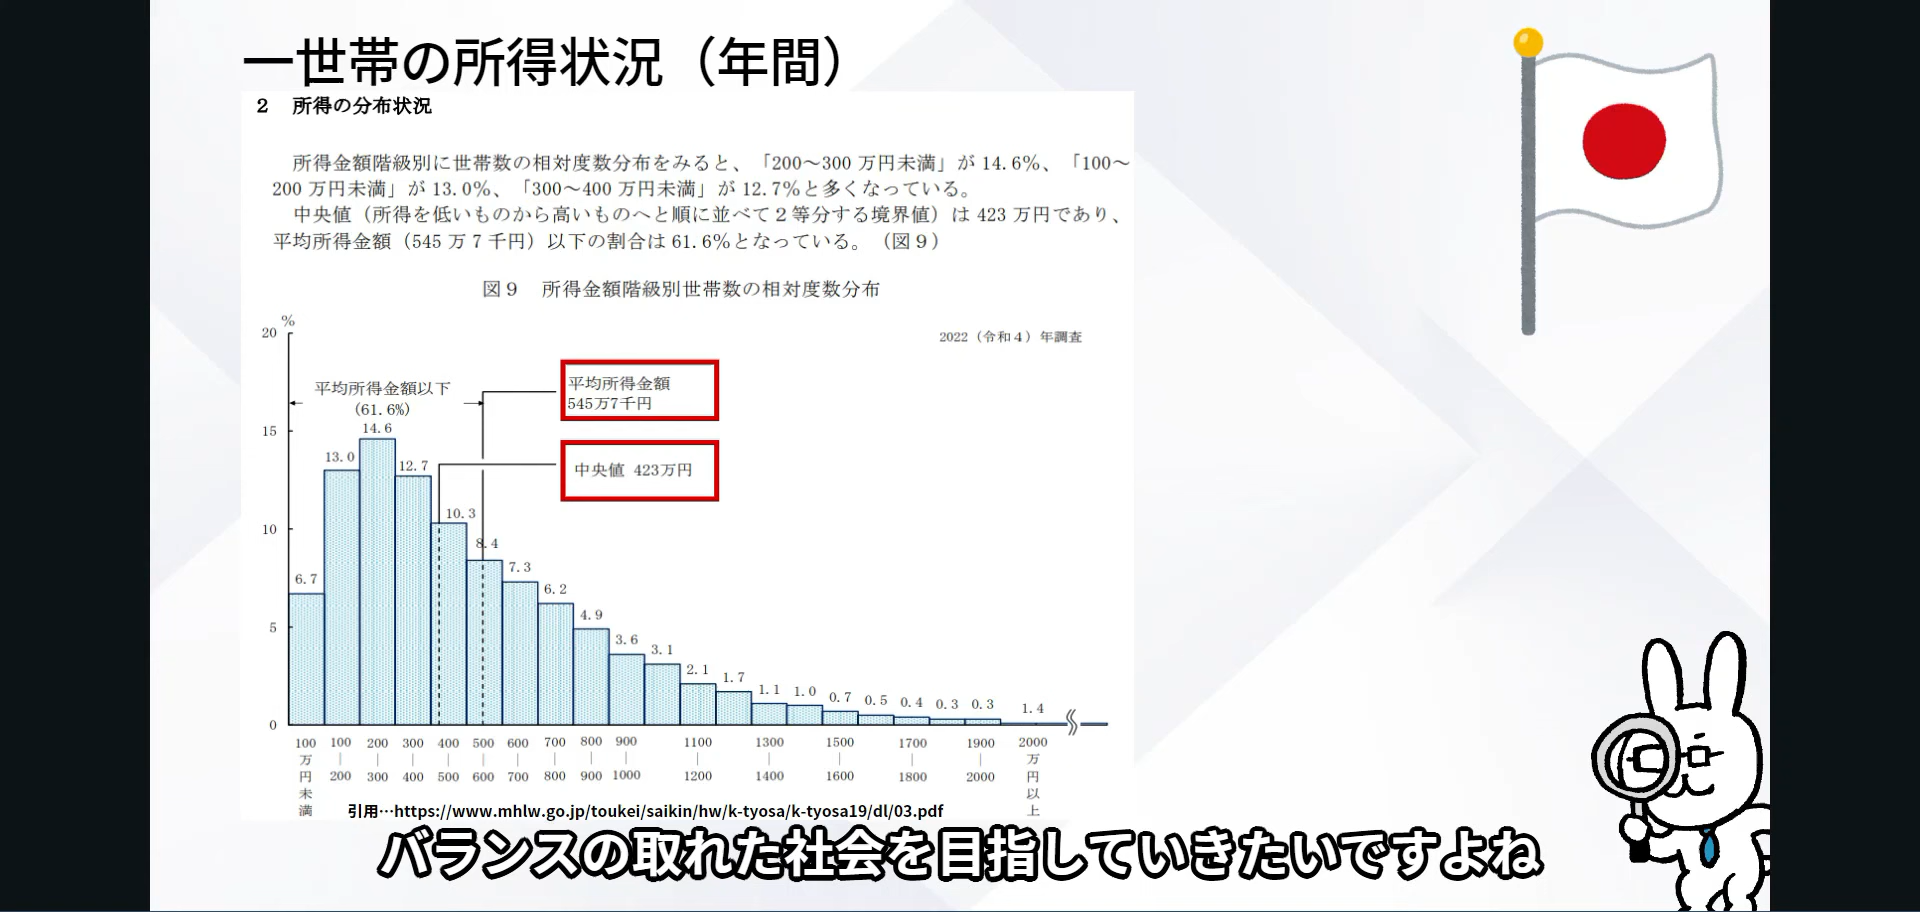 一世帯の所得状況（年間）
２　所得の分布状況
所得金額階級別に世帯数の相対度数分布をみると、「200～300 万円未満」が 14.6%、「100～
200 万円未満」が 13.0%、「300～400 万円未満」が 12.7%と多くなっている。
中央値（所得を低いものから高いものへと順に並べて２等分する境界値）は 423 万円であり、
平均所得金額（545 万７千円）以下の割合は 61.6%となっている。（図９）
図９　所得金額階級別世帯数の相対度数分布
%
2022（令和４）年調査
20
15
10
5
0
平均所得金額以下
(61.6%)
平均所得金額
545万7千円
中央値 423万円
6.7
13.0
14.6
12.7
10.3
8.4
7.3
6.2
4.9
3.6
3.1
2.1
1.7
1.1
1.0
0.7
0.5
0.4
0.3
0.3
1.4
100万円未満
100｜200
200｜300
300｜400
400｜500
500｜600
600｜700
700｜800
800｜900
900｜1000
1100｜1200
1300｜1400
1500｜1600
1700｜1800
1900｜2000
2000万円以上
引用…https://www.mhlw.go.jp/toukei/saikin/hw/k-tyosa/k-tyosa19/dl/03.pdf
バランスの取れた社会を目指していきたいですよね